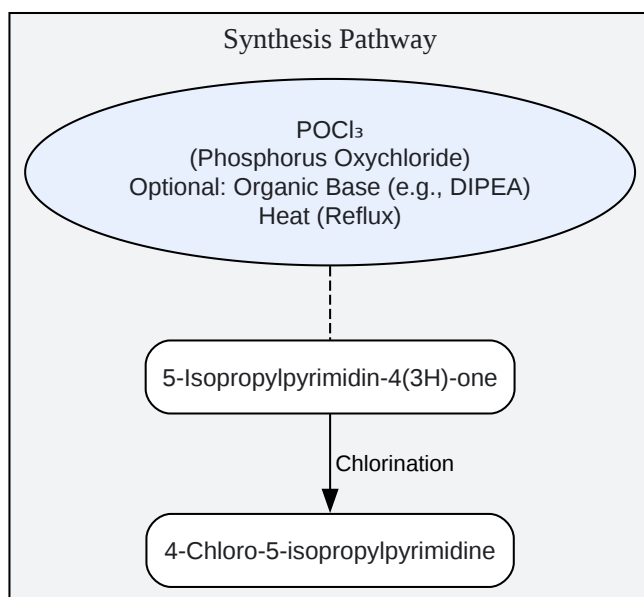 Synthesis Pathway
POCl₃
(Phosphorus Oxychloride)
Optional: Organic Base (e.g., DIPEA)
Heat (Reflux)
5-Isopropylpyrimidin-4(3H)-one
Chlorination
4-Chloro-5-isopropylpyrimidine